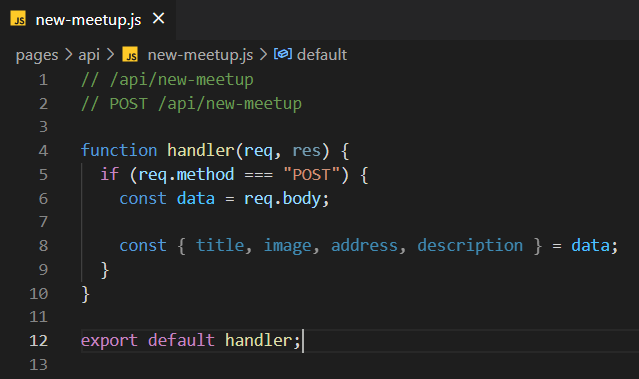 JS new-meetup.js ×
pages > api > JS new-meetup.js > default
1 // /api/new-meetup
2 // POST /api/new-meetup
3
4 function handler(req, res) {
5   if (req.method === "POST") {
6     const data = req.body;
7
8     const { title, image, address, description } = data;
9   }
10 }
11
12 export default handler;
13